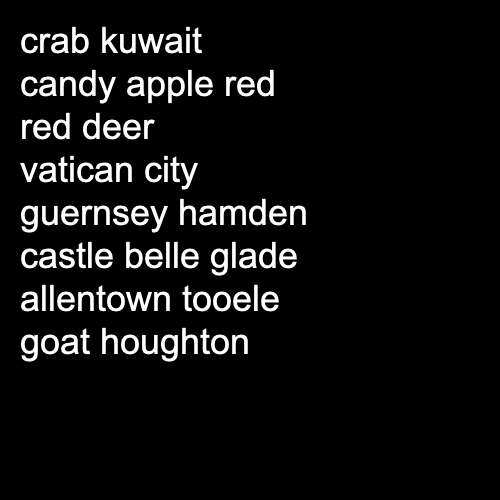 crab kuwait
candy apple red
red deer
vatican city
guernsey hamden
castle belle glade
allentown tooele
goat houghton